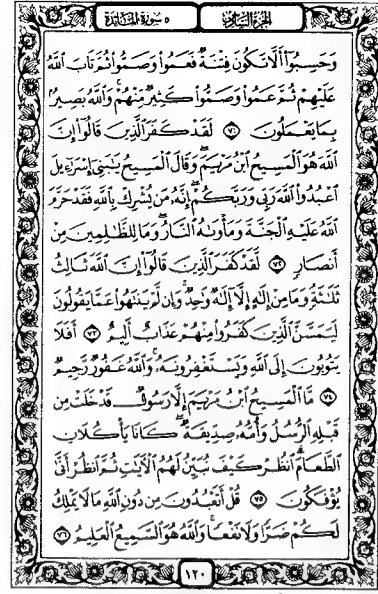 ٥ سورة المائدة
الجزء السادس
وَحَسِبُوٓا۟ أَلَّا تَكُونَ فِتْنَةٌ فَعَمُوا۟ وَصَمُّوا۟ ثُمَّ تَابَ ٱللَّهُ
عَلَيْهِمْ ثُمَّ عَمُوا۟ وَصَمُّوا۟ كَثِيرٌ مِّنْهُمْ ۚ وَٱللَّهُ بَصِيرٌۢ
بِمَا يَعْمَلُونَ ٧١ لَقَدْ كَفَرَ ٱلَّذِينَ قَالُوٓا۟ إِنَّ
ٱللَّهَ هُوَ ٱلْمَسِيحُ ٱبْنُ مَرْيَمَ ۖ وَقَالَ ٱلْمَسِيحُ يَـٰبَنِىٓ إِسْرَٰٓءِيلَ
ٱعْبُدُوا۟ ٱللَّهَ رَبِّى وَرَبَّكُمْ ۖ إِنَّهُۥ مَن يُشْرِكْ بِٱللَّهِ فَقَدْ حَرَّمَ
ٱللَّهُ عَلَيْهِ ٱلْجَنَّةَ وَمَأْوَىٰهُ ٱلنَّارُ ۖ وَمَا لِلظَّـٰلِمِينَ مِنْ
أَنصَارٍ ٧٢ لَّقَدْ كَفَرَ ٱلَّذِينَ قَالُوٓا۟ إِنَّ ٱللَّهَ ثَالِثُ
ثَلَـٰثَةٍ وَمَا مِنْ إِلَـٰهٍ إِلَّآ إِلَـٰهٌ وَٰحِدٌ ۚ وَإِن لَّمْ يَنتَهُوا۟ عَمَّا يَقُولُونَ
لَيَمَسَّنَّ ٱلَّذِينَ كَفَرُوا۟ مِنْهُمْ عَذَابٌ أَلِيمٌ ٧٣ أَفَلَا
يَتُوبُونَ إِلَى ٱللَّهِ وَيَسْتَغْفِرُونَهُۥ ۚ وَٱللَّهُ غَفُورٌ رَّحِيمٌ
٧٤ مَّا ٱلْمَسِيحُ ٱبْنُ مَرْيَمَ إِلَّا رَسُولٌ قَدْ خَلَتْ مِن
قَبْلِهِ ٱلرُّسُلُ وَأُمُّهُۥ صِدِّيقَةٌ ۖ كَانَا يَأْكُلَانِ
ٱلطَّعَامَ ۗ ٱنظُرْ كَيْفَ نُبَيِّنُ لَهُمُ ٱلْـَٔايَـٰتِ ثُمَّ ٱنظُرْ أَنَّىٰ
يُؤْفَكُونَ ٧٥ قُلْ أَتَعْبُدُونَ مِن دُونِ ٱللَّهِ مَا لَا يَمْلِكُ
لَكُمْ ضَرًّا وَلَا نَفْعًا ۚ وَٱللَّهُ هُوَ ٱلسَّمِيعُ ٱلْعَلِيمُ ٧٦
١٢٠